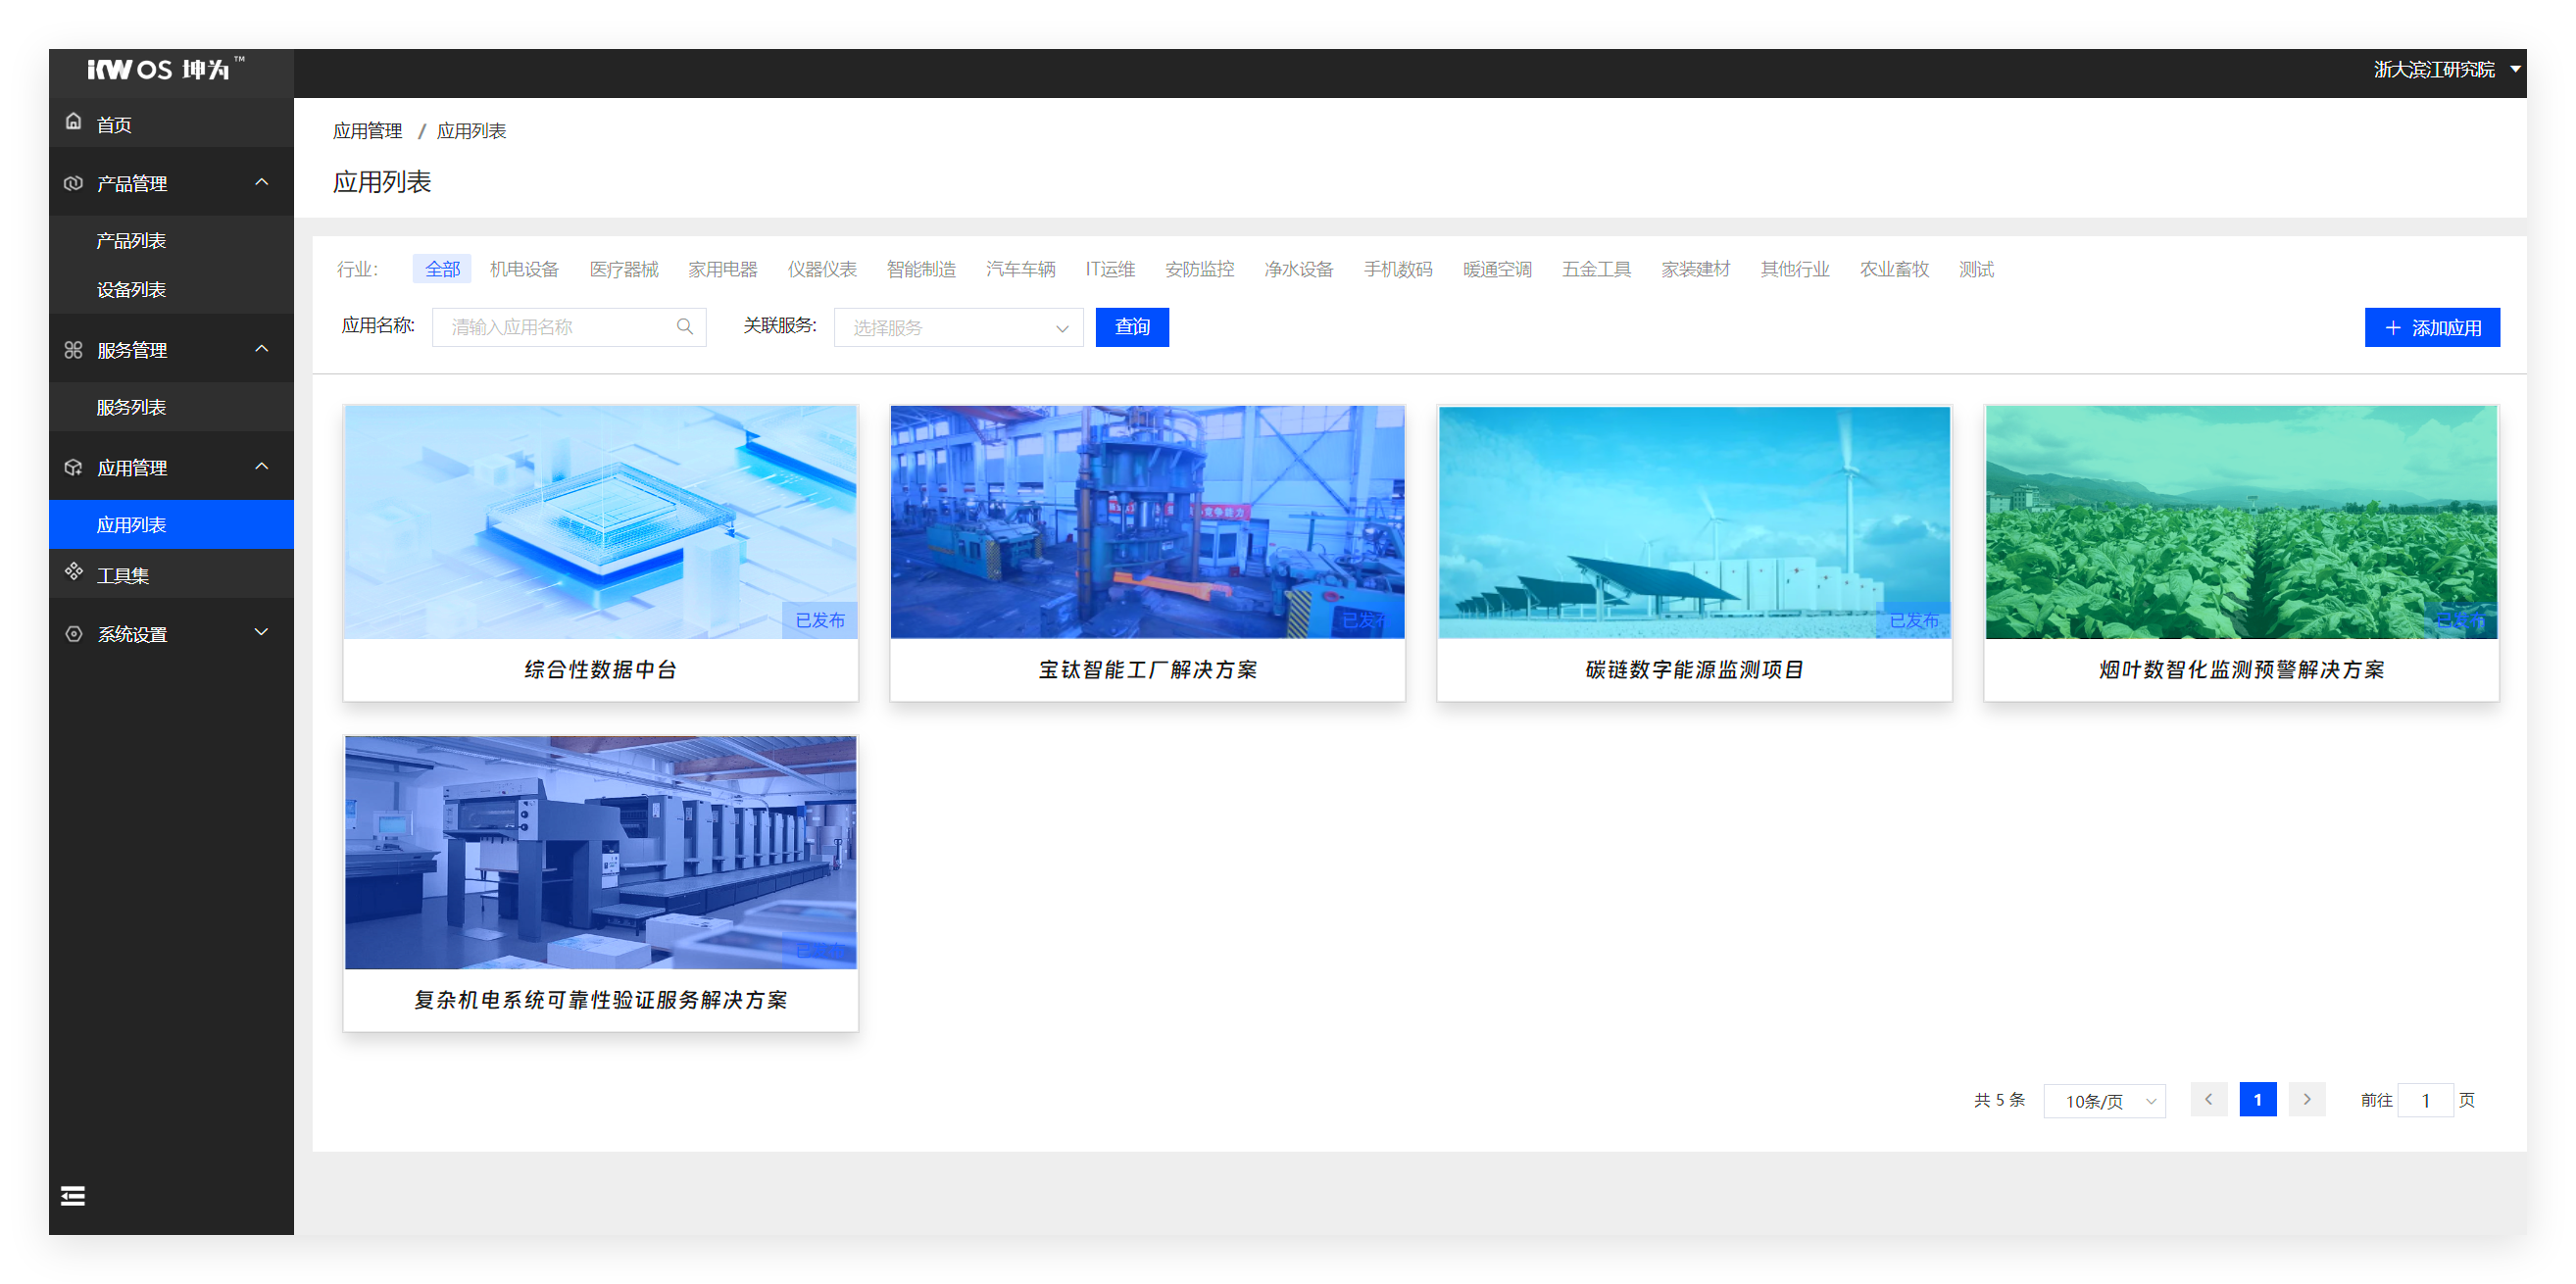 iKW OS 坤为™
浙大滨江研究院
首页
产品管理
产品列表
设备列表
服务管理
服务列表
应用管理
应用列表
工具集
系统设置
应用管理 / 应用列表
应用列表
行业: 全部 机电设备 医疗器械 家用电器 仪器仪表 智能制造 汽车车辆 IT运维 安防监控 净水设备 手机数码 暖通空调 五金工具 家装建材 其他行业 农业畜牧 测试
应用名称: 请输入应用名称 关联服务: 选择服务 查询 添加应用
已发布 已发布 已发布 已发布
综合性数据中台 宝钛智能工厂解决方案 碳链数字能源监测项目 烟叶数智化监测预警解决方案
已发布
复杂机电系统可靠性验证服务解决方案
共 5 条 10条/页 1 前往 1 页